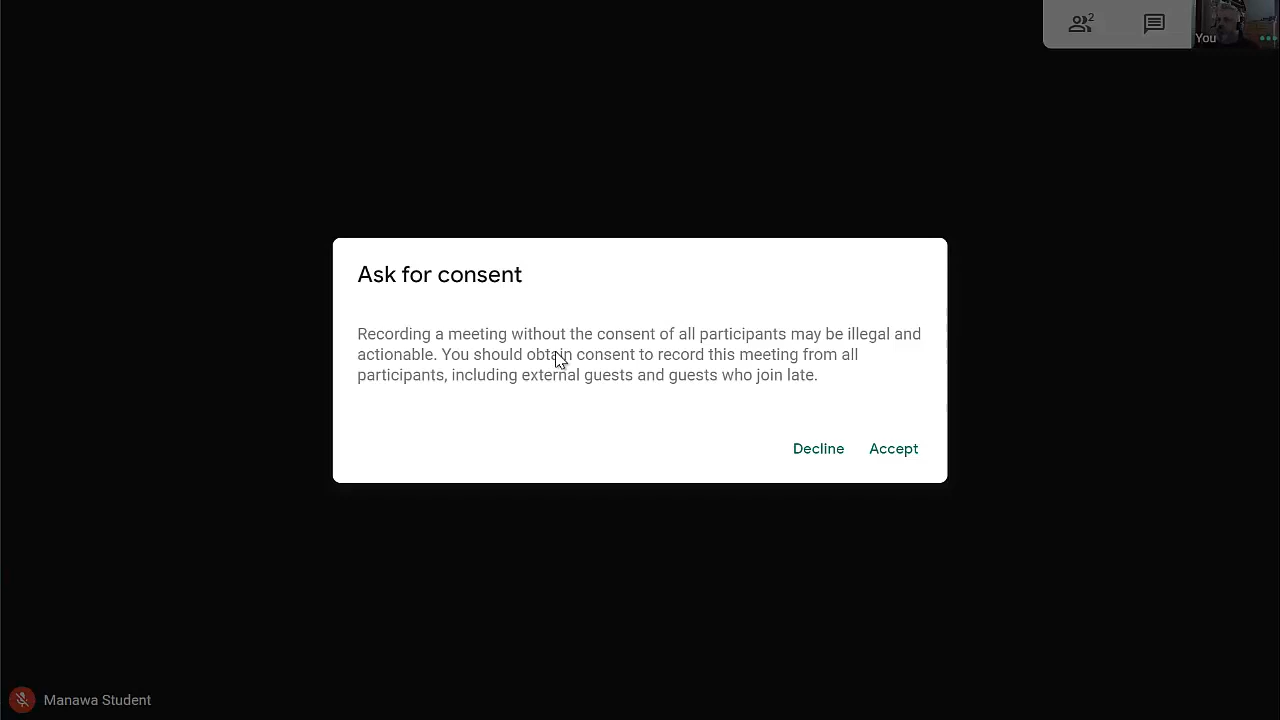 2
You
Ask for consent
Recording a meeting without the consent of all participants may be illegal and
actionable. You should obtain consent to record this meeting from all
participants, including external guests and guests who join late.
Decline Accept
Manawa Student